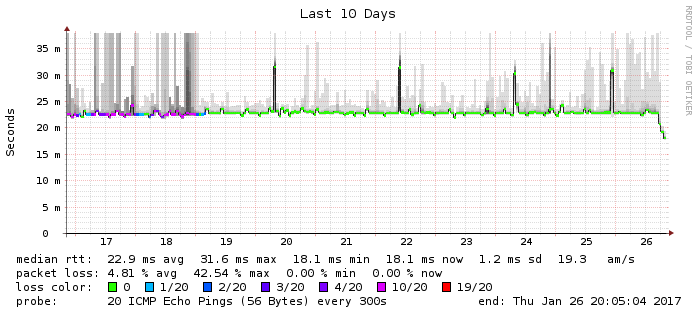 Last 10 Days
RRDTOOL / TOBI OETIKER
Seconds
35 m
30 m
25 m
20 m
15 m
10 m
5 m
0
17 18 19 20 21 22 23 24 25 26
median rtt: 22.9 ms avg 31.6 ms max 18.1 ms min 18.1 ms now 1.2 ms sd 19.3 am/s
packet loss: 4.81 % avg 42.54 % max 0.00 % min 0.00 % now
loss color: 0 1/20 2/20 3/20 4/20 10/20 19/20
probe: 20 ICMP Echo Pings (56 Bytes) every 300s end: Thu Jan 26 20:05:04 2017